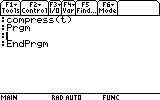 F1▾ F2▾ F3▾ F4▾ F5 F6▾
Tools Control I/O Var Find... Mode
:compress(t)
:Prgm
:
:EndPrgm
MAIN RAD AUTO FUNC